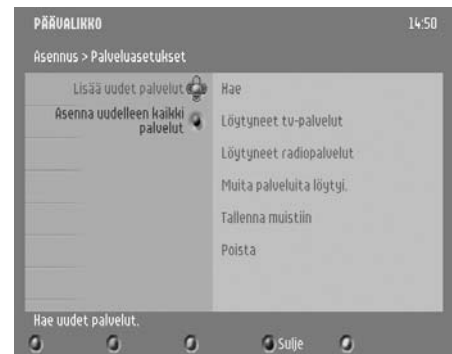 PÄÄVALIKKO 14:50
Asennus > Palveluasetukset
Lisää uudet palvelut
Asenna uudelleen kaikki
palvelut
Hae
Löytyneet tv-palvelut
Löytyneet radiopalvelut
Muita palveluita löytyi.
Tallenna muistiin
Poista
Hae uudet palvelut.
Sulje